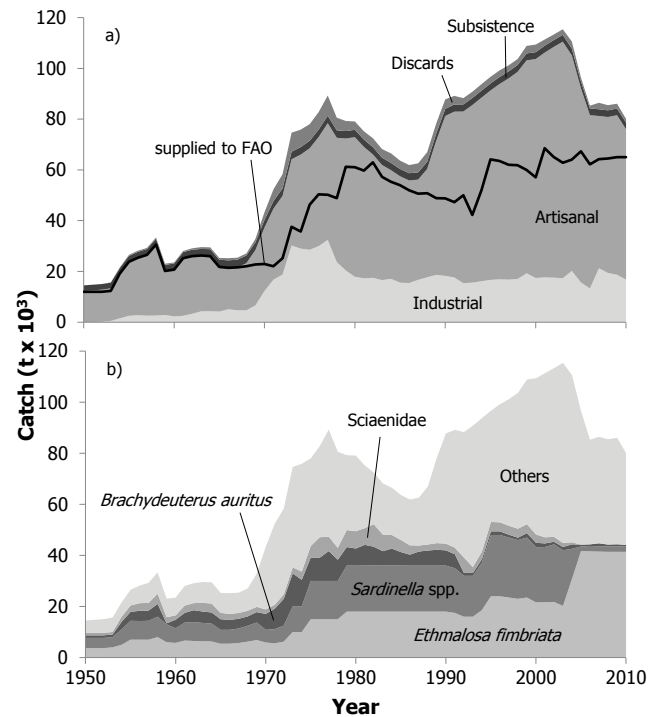 a)
120
100
80
60
40
20
0
Subsistence
Discards
supplied to FAO
Artisanal
Industrial
Catch (t x 10³)
b)
120
100
80
60
40
20
0
Sciaenidae
Brachydeuterus auritus
Others
Sardinella spp.
Ethmalosa fimbriata
1950 1960 1970 1980 1990 2000 2010
Year